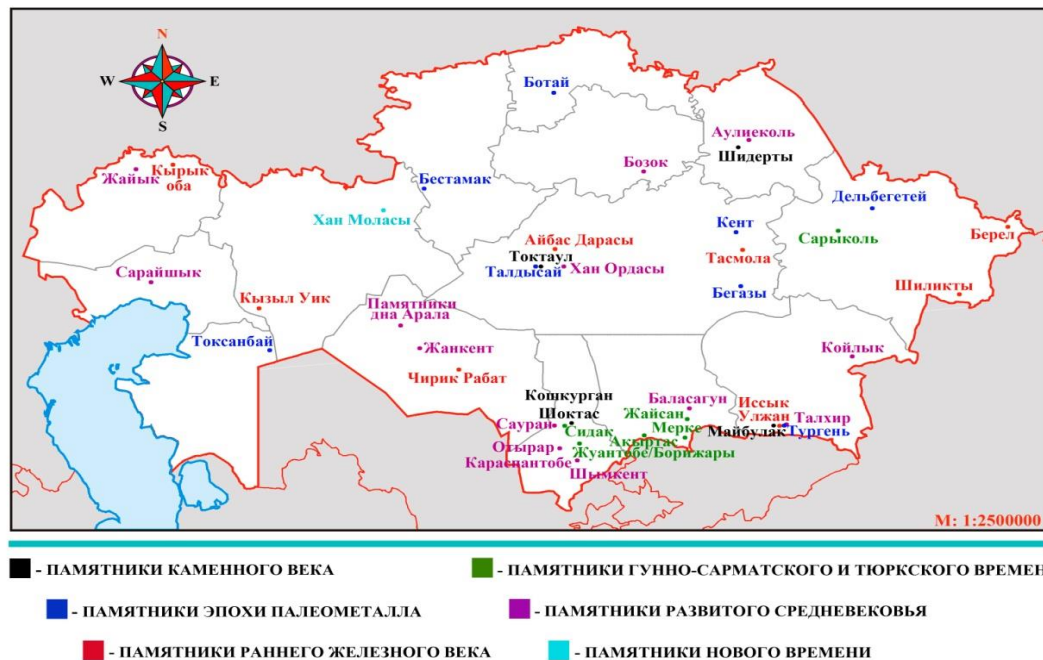 N
W E
S
Ботай
Аулиеколь
Шидерты
Бозок
Жайык
Кырык
оба
Бестамак
Хан Моласы
Дельбегетей
Кент
Сарыколь
Берел
Айбас Дарасы
Токтаул
Талдысай
Хан Ордасы
Тасмола
Сарайшык
Бегазы
Шиликты
Кызыл Уик
Памятники
дна Арала
Токсанбай
Жанкент
Койлык
Чирик Рабат
Кошкурган
Шоктас
Баласагун
Иссык
Улжан
Талхир
Сауран
Сидак
Жайсан
Мерке
Майбулак
Тургень
Акыртас
Отырар
Жуантобе/Борижары
Караспантобе
Шымкент
М: 1:2500000
- ПАМЯТНИКИ КАМЕННОГО ВЕКА
- ПАМЯТНИКИ ГУННО-САРМАТСКОГО И ТЮРКСКОГО ВРЕМЕН
- ПАМЯТНИКИ ЭПОХИ ПАЛЕОМЕТАЛЛА
- ПАМЯТНИКИ РАЗВИТОГО СРЕДНЕВЕКОВЬЯ
- ПАМЯТНИКИ РАННЕГО ЖЕЛЕЗНОГО ВЕКА
- ПАМЯТНИКИ НОВОГО ВРЕМЕНИ